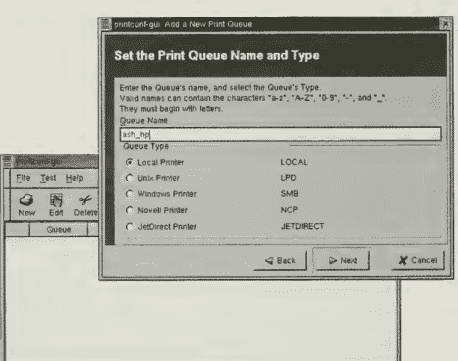 printconf-gui: Add a New Print Queue
Set the Print Queue Name and Type
Enter the Queue's name, and select the Queue's Type.
Valid names can contain the characters "a-z", "A-Z", "0-9", "-", and "_".
They must begin with letters.
Queue Name
ash_hp
Queue Type
Local Printer LOCAL
Unix Printer LPD
Windows Printer SMB
Novell Printer NCP
JetDirect Printer JETDIRECT
Back Next Cancel
printconf-gui
File Test Help
New Edit Delete
Queue